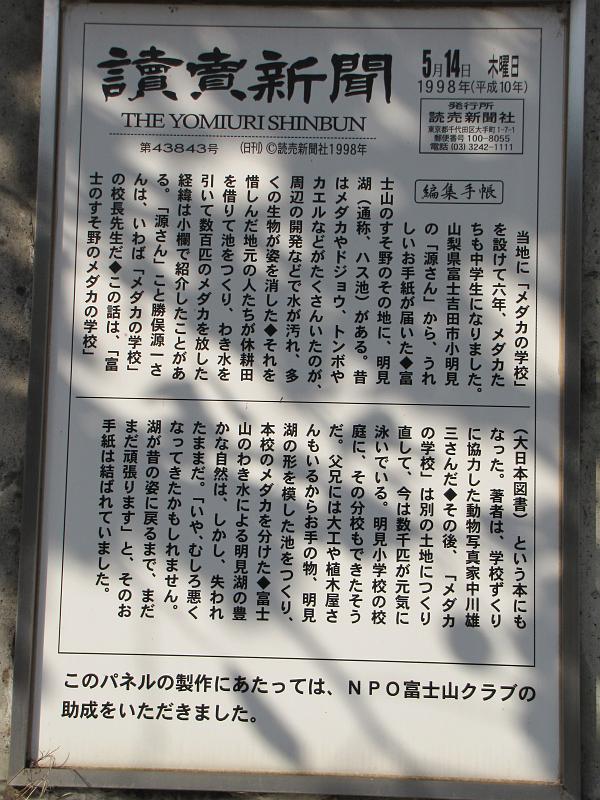 讀賣新聞
THE YOMIURI SHINBUN
第43843号 (日刊) ©読売新聞社1998年
5月14日 木曜日
1998年(平成10年)
発行所
読売新聞社
東京都千代田区大手町1-7-1
郵便番号 100-8055
電話(03)3242-1111
編集手帳
当地に「メダカの学校」
を設けて六年、メダカた
ちも中学生になりました。
山梨県富士吉田市小明見
の「源さん」から、うれ
しいお手紙が届いた◆富
士山のすそ野のその地に、明見
湖（通称、ハス池）がある。昔
はメダカやドジョウ、トンボや
カエルなどがたくさんいたのが、
周辺の開発などで水が汚れ、多
くの生物が姿を消した◆それを
惜しんだ地元の人たちが休耕田
を借りて池をつくり、わき水を
引いて数百匹のメダカを放した
経緯は小欄で紹介したことがあ
る。「源さん」こと勝俣源一さ
んは、いわば「メダカの学校」
の校長先生だ◆この話は、「富
士のすそ野のメダカの学校」
（大日本図書）という本にも
なった。著者は、学校ずくり
に協力した動物写真家中川雄
三さんだ◆その後、「メダカ
の学校」は別の土地につくり
直して、今は数千匹が元気に
泳いでいる。明見小学校の校
庭に、その分校もできたそう
だ。父兄には大工や植木屋さ
んもいるからお手の物、明見
湖の形を模した池をつくり、
本校のメダカを分けた◆富士
山のわき水による明見湖の豊
かな自然は、しかし、失われ
たままだ。「いや、むしろ悪く
なってきたかもしれません。
湖が昔の姿に戻るまで、まだ
まだ頑張ります」と、そのお
手紙は結ばれていました。
このパネルの製作にあたっては、ＮＰＯ富士山クラブの
助成をいただきました。